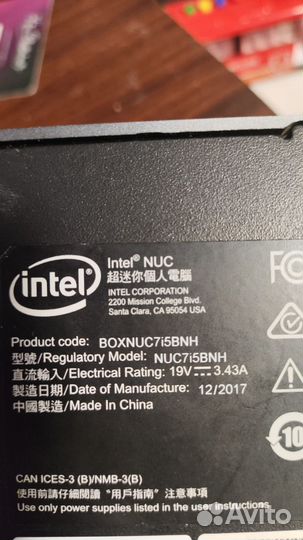 intel
Intel® NUC
超迷你個人電腦
INTEL CORPORATION
2200 Mission College Blvd.
Santa Clara, CA 95054 USA
FC
Product code: BOXNUC7i5BNH
型號/Regulatory Model: NUC7i5BNH
直流輸入/Electrical Rating: 19V⎓3.43A
製造日期/Date of Manufacture: 12/2017
中國製造/Made In China
10
CAN ICES-3 (B)/NMB-3(B)
使用前請仔細閱讀 "用戶指南" 注意事項
Use only power supplies listed in the user instructions.
Avito